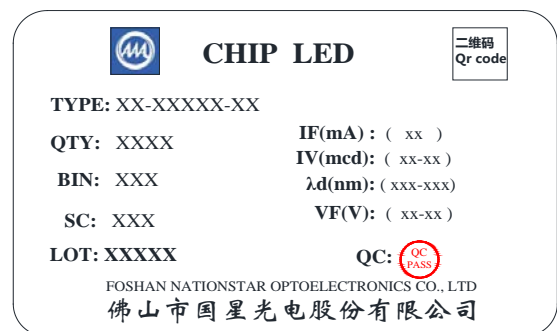 CHIP LED
二维码
Qr code
TYPE: XX-XXXXX-XX
QTY: XXXX
IF(mA) : ( xx )
BIN: XXX
IV(mcd): ( xx-xx )
λd(nm): ( xxx-xxx)
SC: XXX
VF(V): ( xx-xx )
LOT: XXXXX
QC: QC
PASS
FOSHAN NATIONSTAR OPTOELECTRONICS CO., LTD
佛山市国星光电股份有限公司